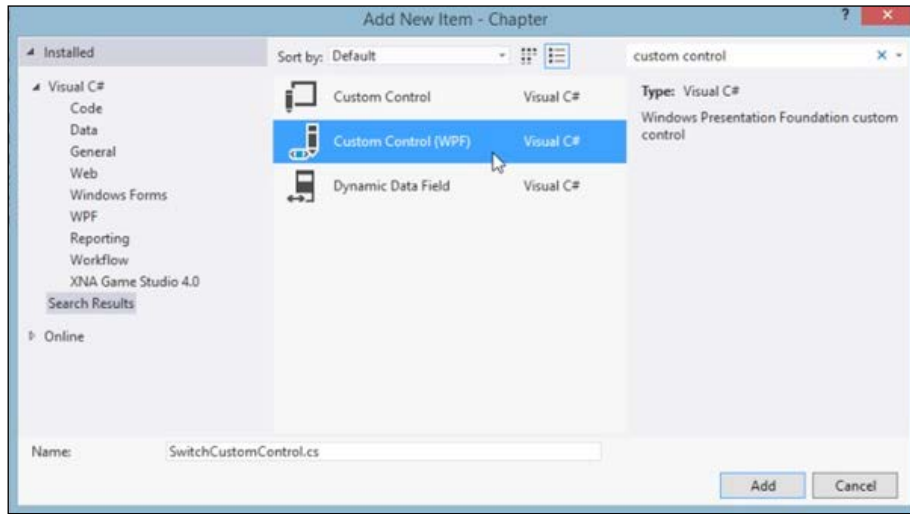 Add New Item - Chapter
?
Installed
Sort by: Default
custom control
Visual C#
Code
Data
General
Web
Windows Forms
WPF
Reporting
Workflow
XNA Game Studio 4.0
Search Results
Online
Custom Control Visual C#
Custom Control (WPF) Visual C#
Dynamic Data Field Visual C#
Type: Visual C#
Windows Presentation Foundation custom
control
Name: SwitchCustomControl.cs
Add Cancel